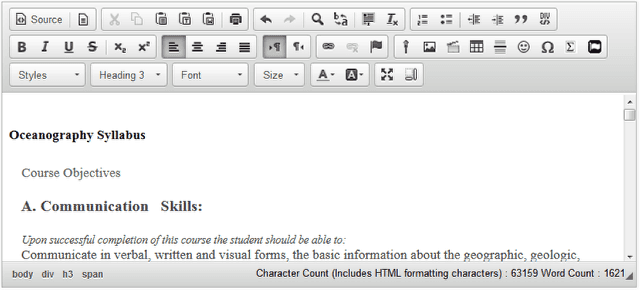 Source
B I U S x₂ x²
Styles Heading 3 Font Size A A
Oceanography Syllabus
Course Objectives
A. Communication Skills:
Upon successful completion of this course the student should be able to:
Communicate in verbal, written and visual forms, the basic information about the geographic, geologic,
body div h3 span Character Count (Includes HTML formatting characters) : 63159 Word Count : 1621